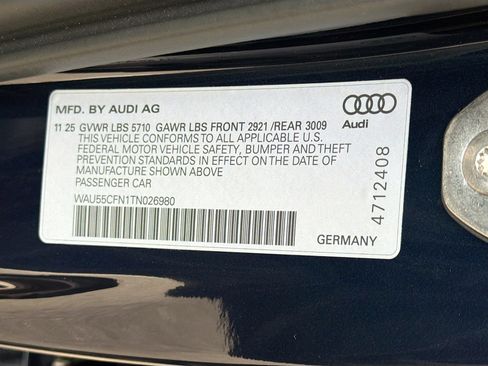 MFD. BY AUDI AG
Audi
11 25 GVWR LBS 5710 GAWR LBS FRONT 2921 /REAR 3009
THIS VEHICLE CONFORMS TO ALL APPLICABLE U.S.
FEDERAL MOTOR VEHICLE SAFETY, BUMPER AND THEFT
PREVENTION STANDARDS IN EFFECT ON THE DATE OF
MANUFACTURE SHOWN ABOVE
PASSENGER CAR
WAU55CFN1TN026980
GERMANY
4712408